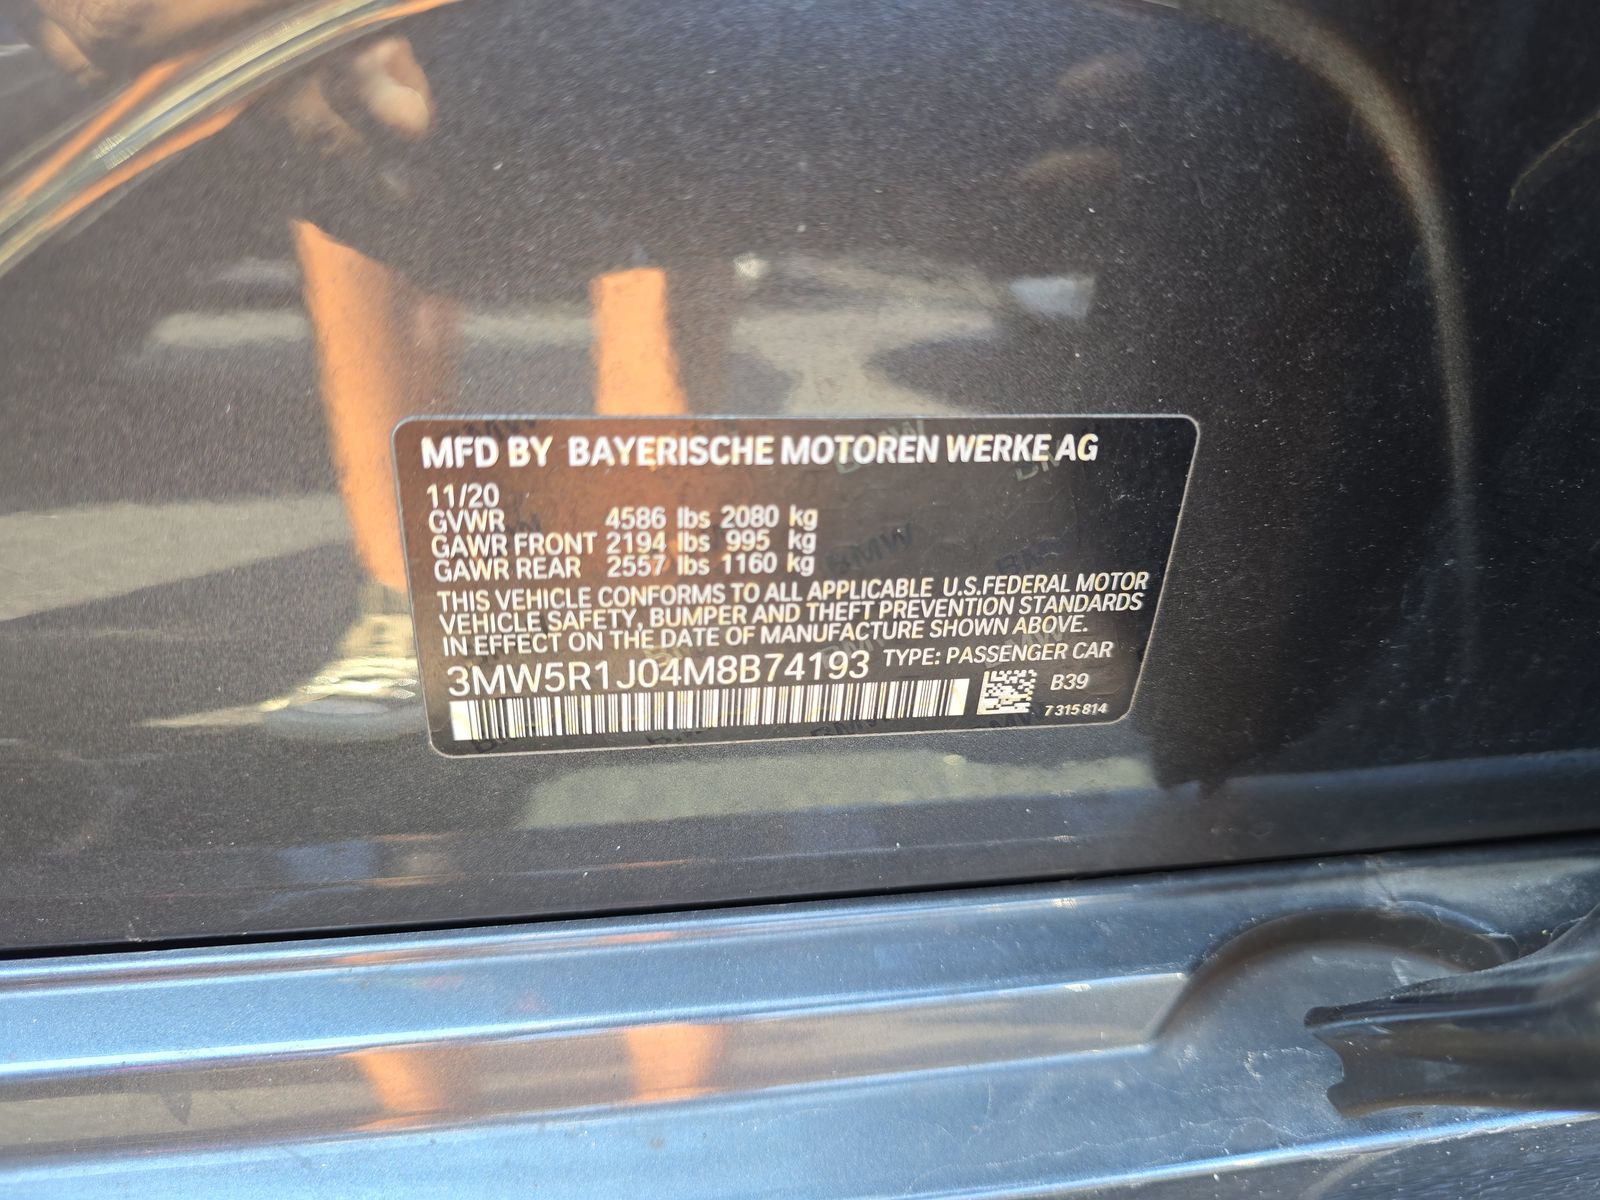 MFD BY BAYERISCHE MOTOREN WERKE AG
11/20
GVWR 4586 lbs 2080 kg
GAWR FRONT 2194 lbs 995 kg
GAWR REAR 2557 lbs 1160 kg
THIS VEHICLE CONFORMS TO ALL APPLICABLE U.S.FEDERAL MOTOR
VEHICLE SAFETY, BUMPER AND THEFT PREVENTION STANDARDS
IN EFFECT ON THE DATE OF MANUFACTURE SHOWN ABOVE.
3MW5R1J04M8B74193 TYPE: PASSENGER CAR
B39
7 315 814